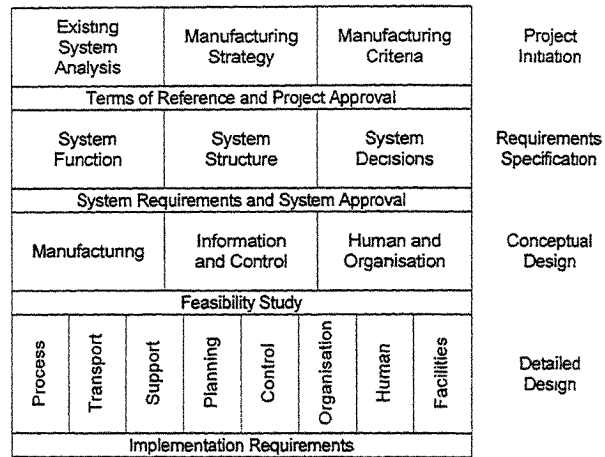 Existing
System
Analysis
Manufacturing
Strategy
Manufacturing
Criteria
Project
Initiation
Terms of Reference and Project Approval
System
Function
System
Structure
System
Decisions
Requirements
Specification
System Requirements and System Approval
Manufacturing
Information
and Control
Human and
Organisation
Conceptual
Design
Feasibility Study
Process
Transport
Support
Planning
Control
Organisation
Human
Facilities
Detailed
Design
Implementation Requirements